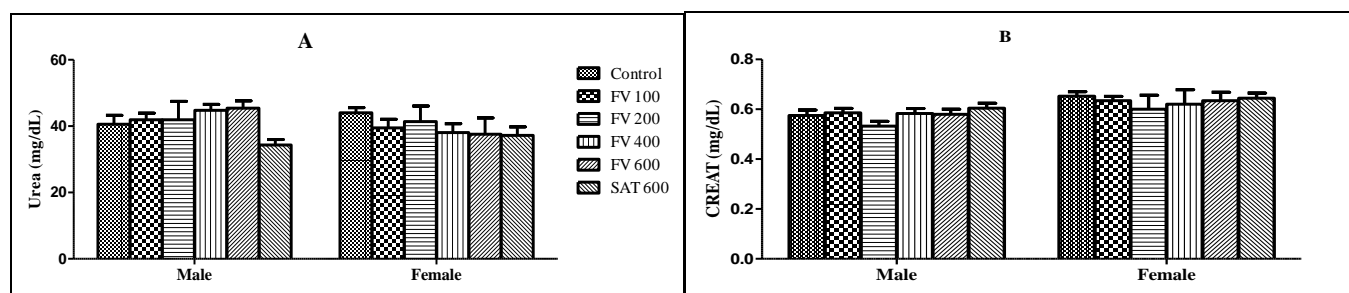 A
Urea (mg/dL)
60
40
20
0
Male
Female
Control
FV 100
FV 200
FV 400
FV 600
SAT 600
B
CREAT (mg/dL)
0.8
0.6
0.4
0.2
0.0
Male
Female